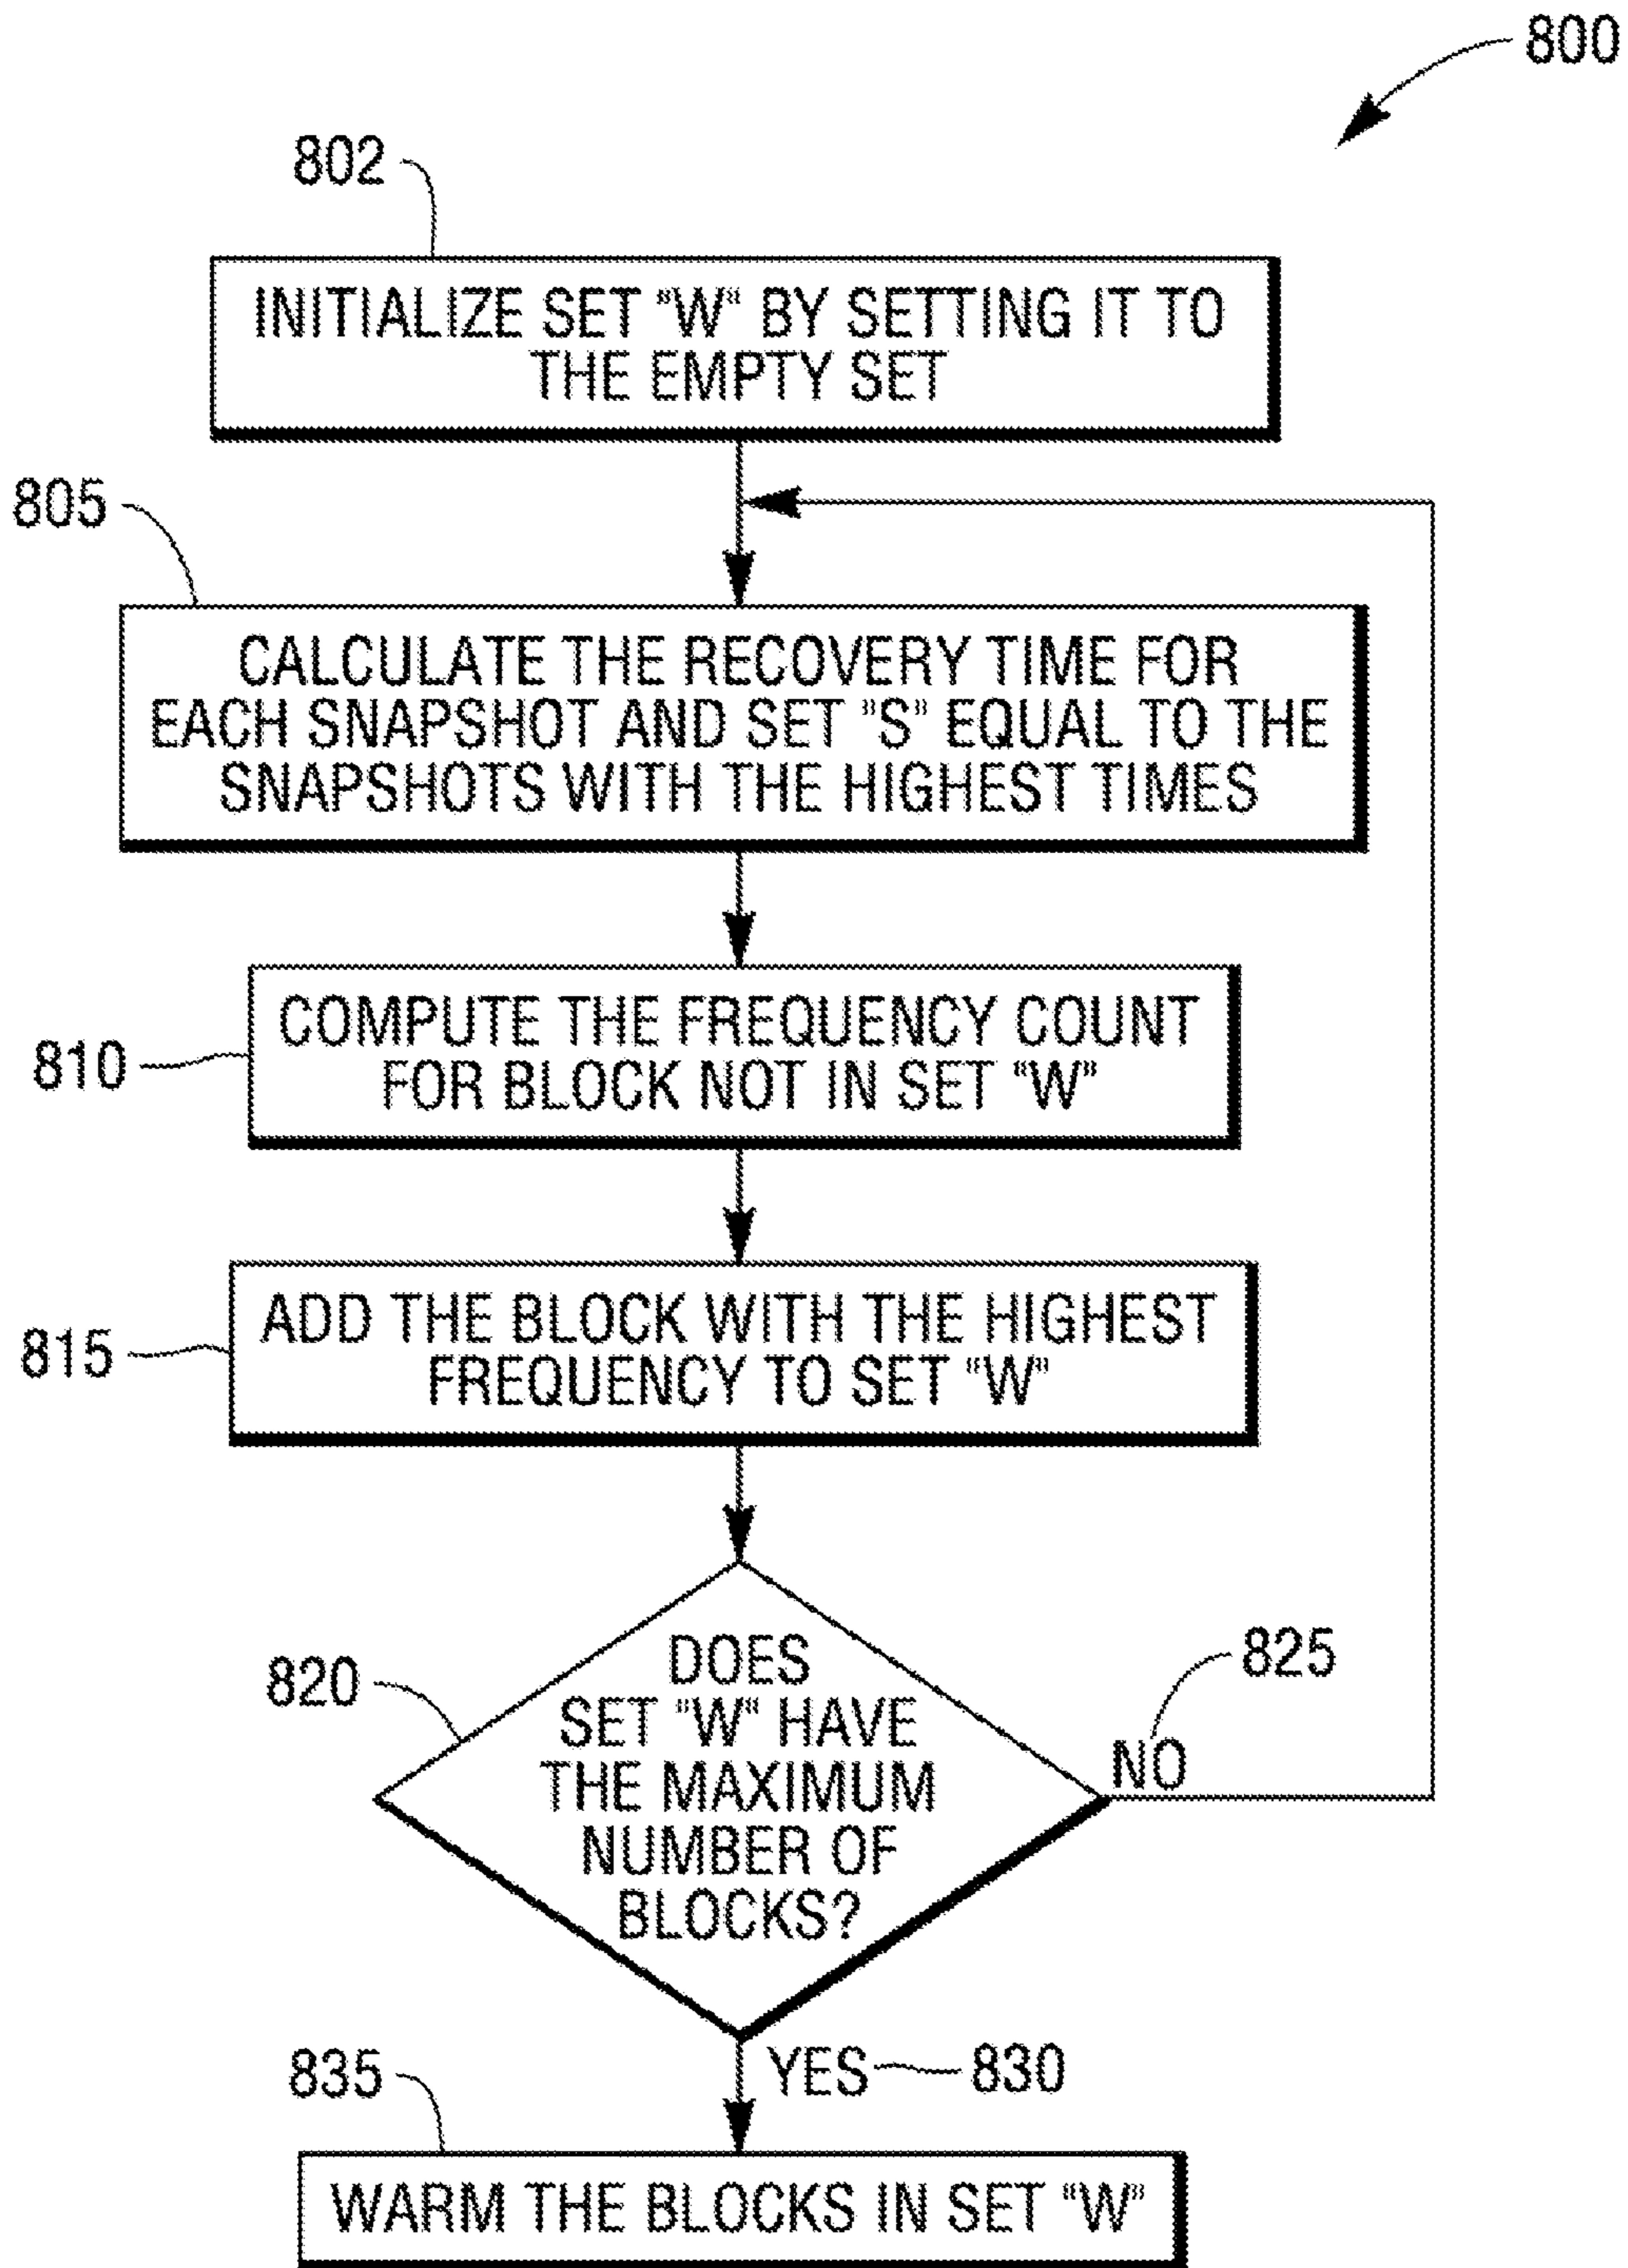 800
802
INITIALIZE SET "W" BY SETTING IT TO
THE EMPTY SET
805
CALCULATE THE RECOVERY TIME FOR
EACH SNAPSHOT AND SET "S" EQUAL TO THE
SNAPSHOTS WITH THE HIGHEST TIMES
810
COMPUTE THE FREQUENCY COUNT
FOR BLOCK NOT IN SET "W"
815
ADD THE BLOCK WITH THE HIGHEST
FREQUENCY TO SET "W"
820
DOES
SET "W" HAVE
THE MAXIMUM
NUMBER OF
BLOCKS?
825
NO
YES
830
835
WARM THE BLOCKS IN SET "W"